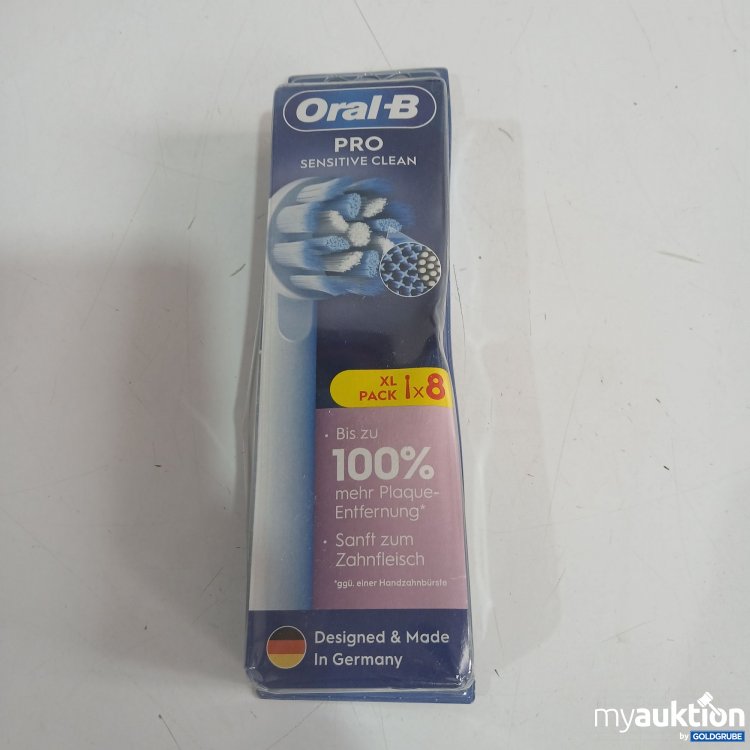 Oral-B
PRO
SENSITIVE CLEAN
XL
PACK x8
• Bis zu
100%
mehr Plaque-
Entfernung*
• Sanft zum
Zahnfleisch
*ggü. einer Handzahnbürste
Designed & Made
In Germany
myauktion
by GOLDGRUBE